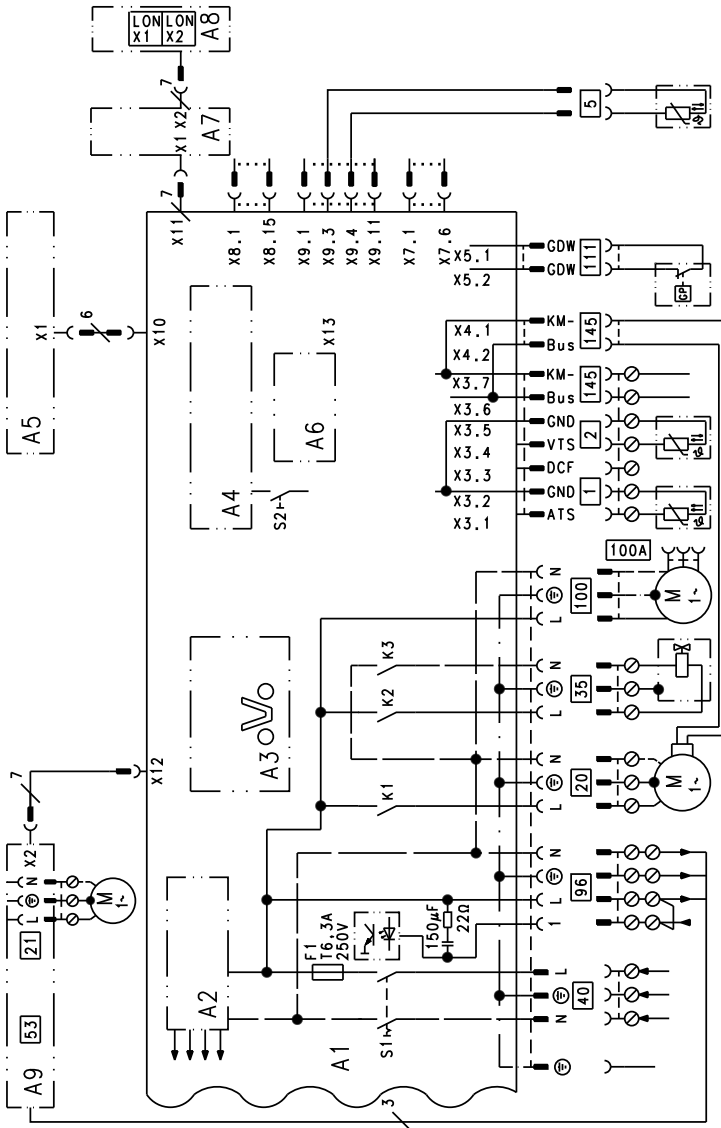 LON LON
X1 X2
A8
7
X1 X2
A7
7
X11
X8.1
X8.15
X9.1
X9.3
X9.4
X9.11
X7.1
X7.6
5
ϑ
A5
X1
6
X10
A4
S2
A6
X13
X5.1
X5.2
GDW
GDW
111
GP
X4.1
X4.2
KM-
Bus
145
X3.7
X3.6
KM-
Bus
145
X3.5
X3.4
X3.3
X3.2
X3.1
GND
VTS
DCF
GND
ATS
2
1
ϑ
ϑ
100A
N
L
100
M
1~
A3
K3
K2
K1
N
L
35
N
L
20
M
1~
X12
7
X2
N
L
21
M
1~
53
A9
A2
F1
T6,3A
250V
150µF
22Ω
N
L
1
96
A1
S1
L
N
40
3